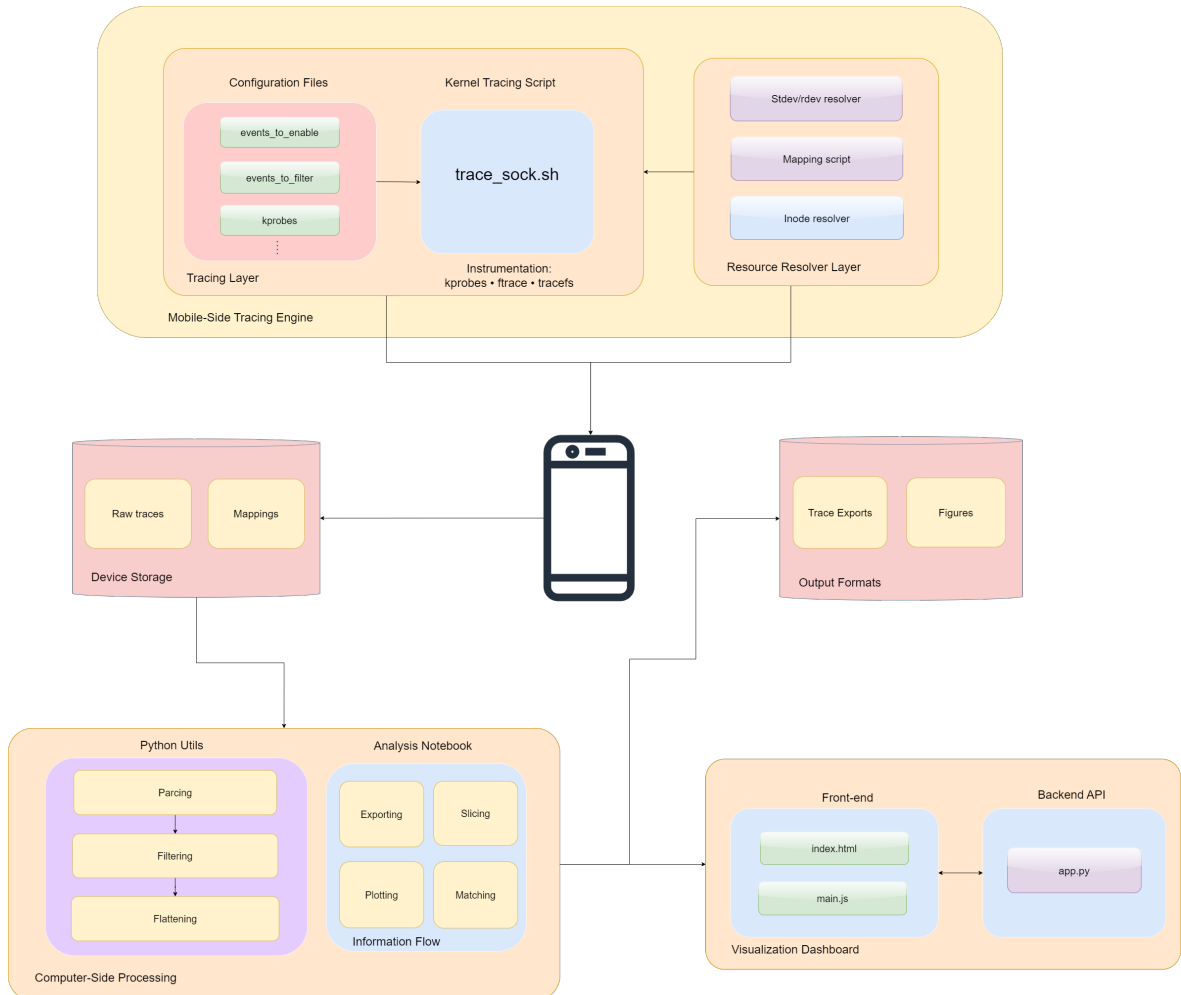 Configuration Files
Kernel Tracing Script
events_to_enable
events_to_filter
kprobes
trace_sock.sh
Instrumentation:
kprobes • ftrace • tracefs
Tracing Layer
Stdev/rdev resolver
Mapping script
Inode resolver
Resource Resolver Layer
Mobile-Side Tracing Engine
Raw traces
Mappings
Device Storage
Trace Exports
Figures
Output Formats
Python Utils
Parcing
Filtering
Flattening
Analysis Notebook
Exporting
Slicing
Plotting
Matching
Information Flow
Computer-Side Processing
Front-end
index.html
main.js
Backend API
app.py
Visualization Dashboard